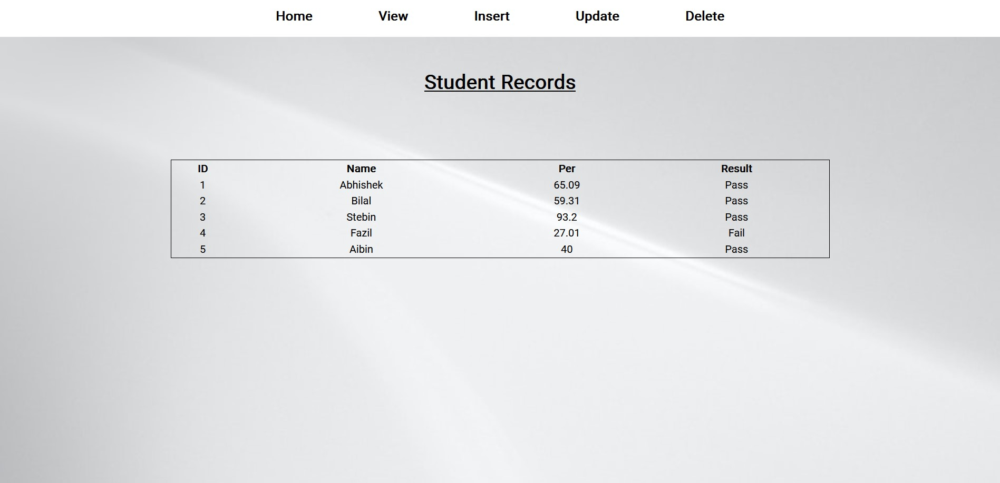 Home View Insert Update Delete
Student Records
ID Name Per Result
1 Abhishek 65.09 Pass
2 Bilal 59.31 Pass
3 Stebin 93.2 Pass
4 Fazil 27.01 Fail
5 Aibin 40 Pass